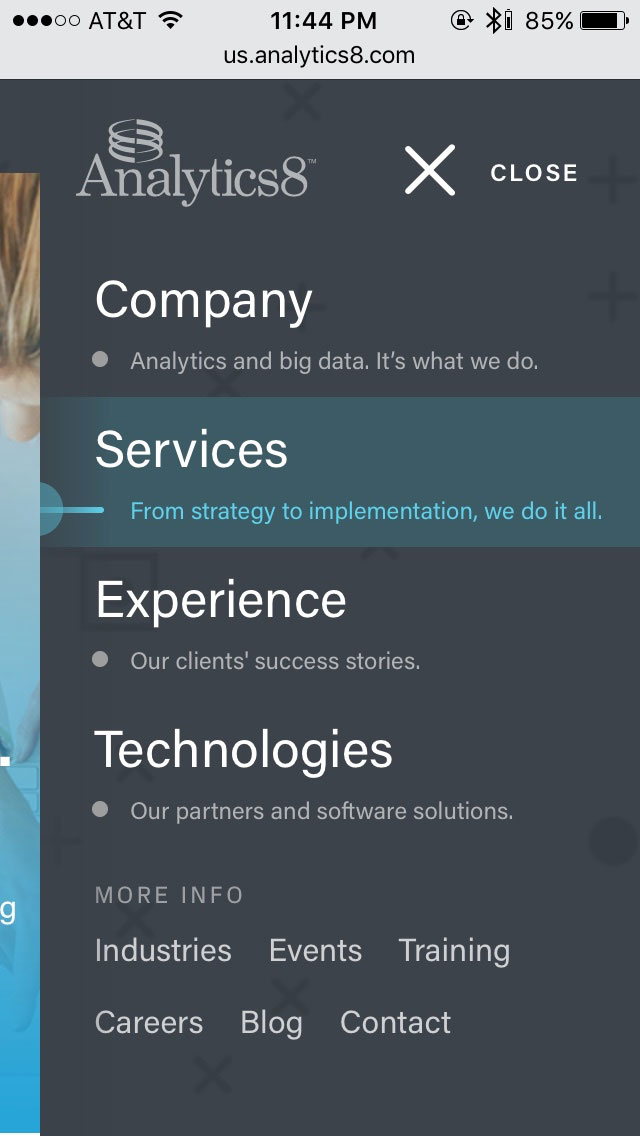 AT&T 11:44 PM 85%
us.analytics8.com
Analytics8™
CLOSE
Company
Analytics and big data. It’s what we do.
Services
From strategy to implementation, we do it all.
Experience
Our clients' success stories.
Technologies
.
Our partners and software solutions.
MORE INFO
g
Industries Events Training
Careers Blog Contact